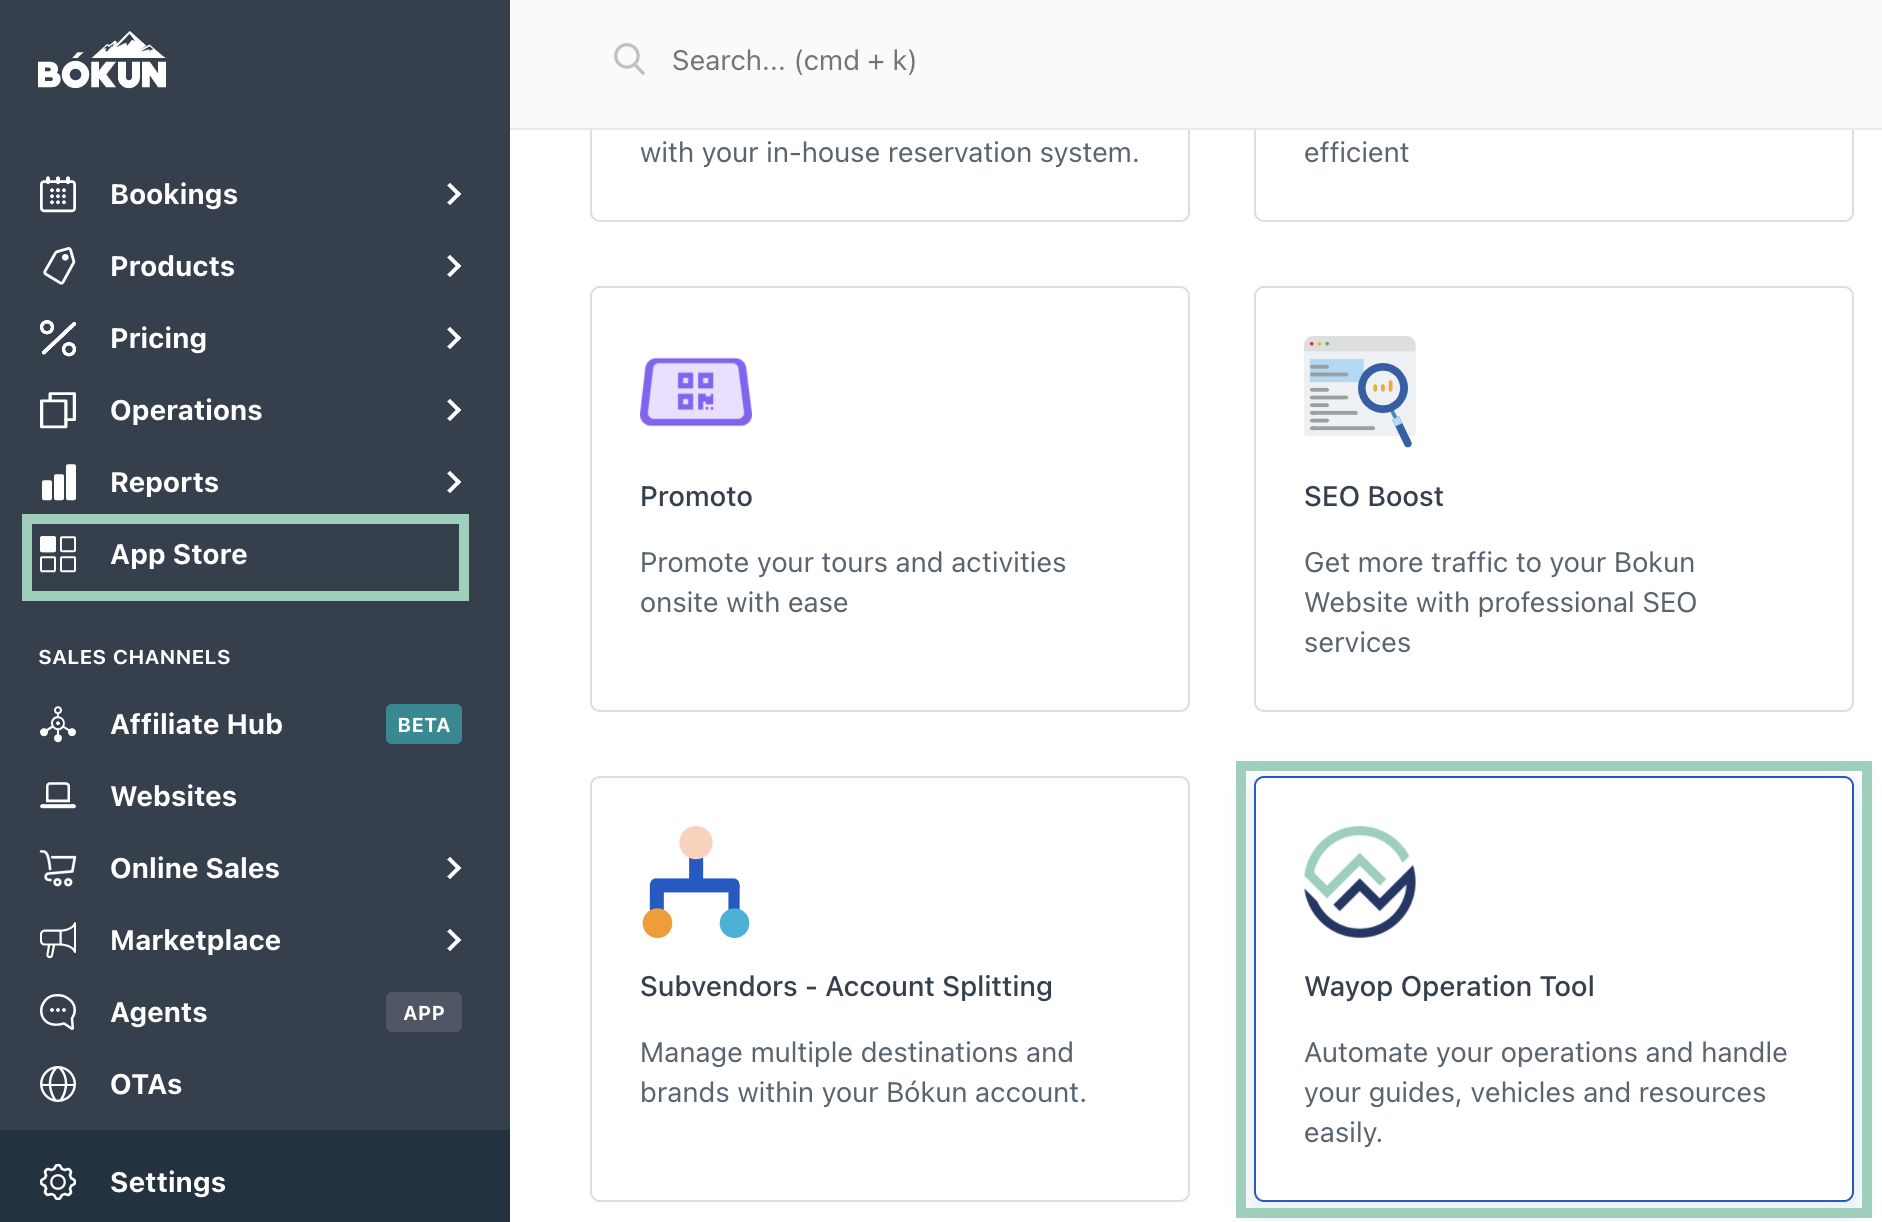 BÓKUN
Bookings
Products
Pricing
Operations
Reports
App Store
SALES CHANNELS
Affiliate Hub
BETA
Websites
Online Sales
Marketplace
Agents
APP
OTAs
Settings
Search... (cmd + k)
with your in-house reservation system.
efficient
Promoto
Promote your tours and activities
onsite with ease
SEO Boost
Get more traffic to your Bokun
Website with professional SEO
services
Subvendors - Account Splitting
Manage multiple destinations and
brands within your Bókun account.
Wayop Operation Tool
Automate your operations and handle
your guides, vehicles and resources
easily.